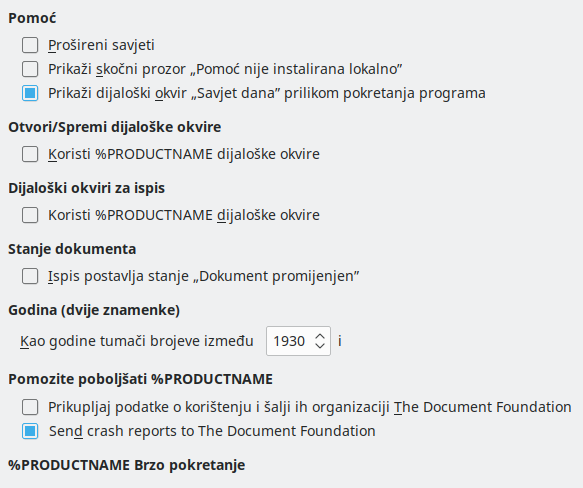 Pomoć
Prošireni savjeti
Prikaži skočni prozor „Pomoć nije instalirana lokalno”
Prikaži dijaloški okvir „Savjet dana” prilikom pokretanja programa
Otvori/Spremi dijaloške okvire
Koristi %PRODUCTNAME dijaloške okvire
Dijaloški okviri za ispis
Koristi %PRODUCTNAME dijaloške okvire
Stanje dokumenta
Ispis postavlja stanje „Dokument promijenjen”
Godina (dvije znamenke)
Kao godine tumači brojeve između 1930 i
Pomozite poboljšati %PRODUCTNAME
Prikupljaj podatke o korištenju i šalji ih organizaciji The Document Foundation
Send crash reports to The Document Foundation
%PRODUCTNAME Brzo pokretanje